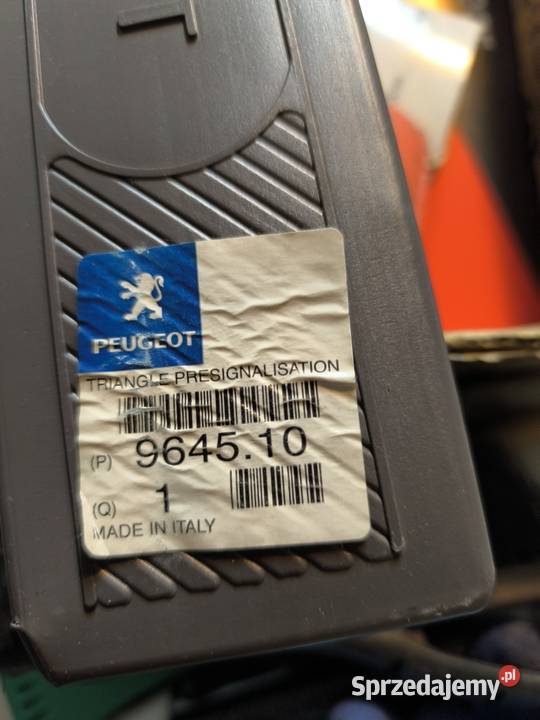 PEUGEOT
TRIANGLE PRESIGNALISATION
(P) 9645.10
(Q) 1
MADE IN ITALY
Sprzedajemy.pl